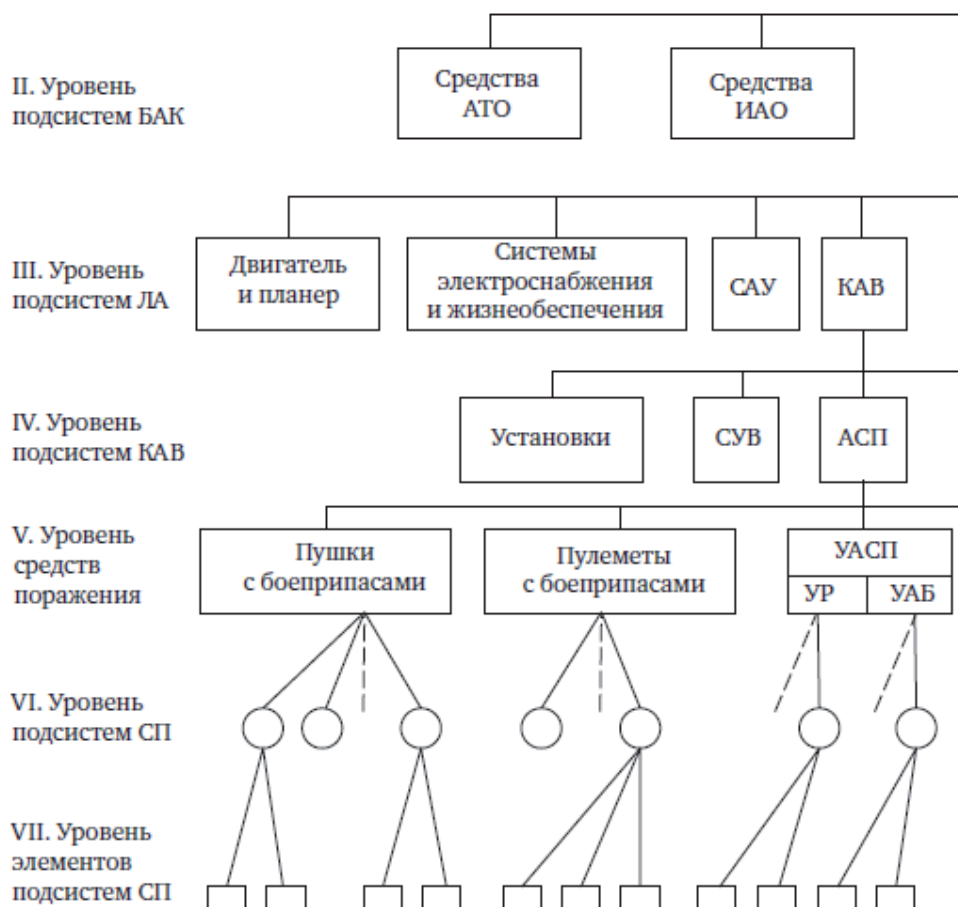 II. Уровень
подсистем БАК
Средства
АТО
Средства
ИАО
III. Уровень
подсистем ЛА
Двигатель
и планер
Системы
электроснабжения
и жизнеобеспечения
САУ
КАВ
IV. Уровень
подсистем КАВ
Установки
СУВ
АСП
V. Уровень
средств
поражения
Пушки
с боеприпасами
Пулеметы
с боеприпасами
УАСП
УР
УАБ
VI. Уровень
подсистем СП
VII. Уровень
элементов
подсистем СП